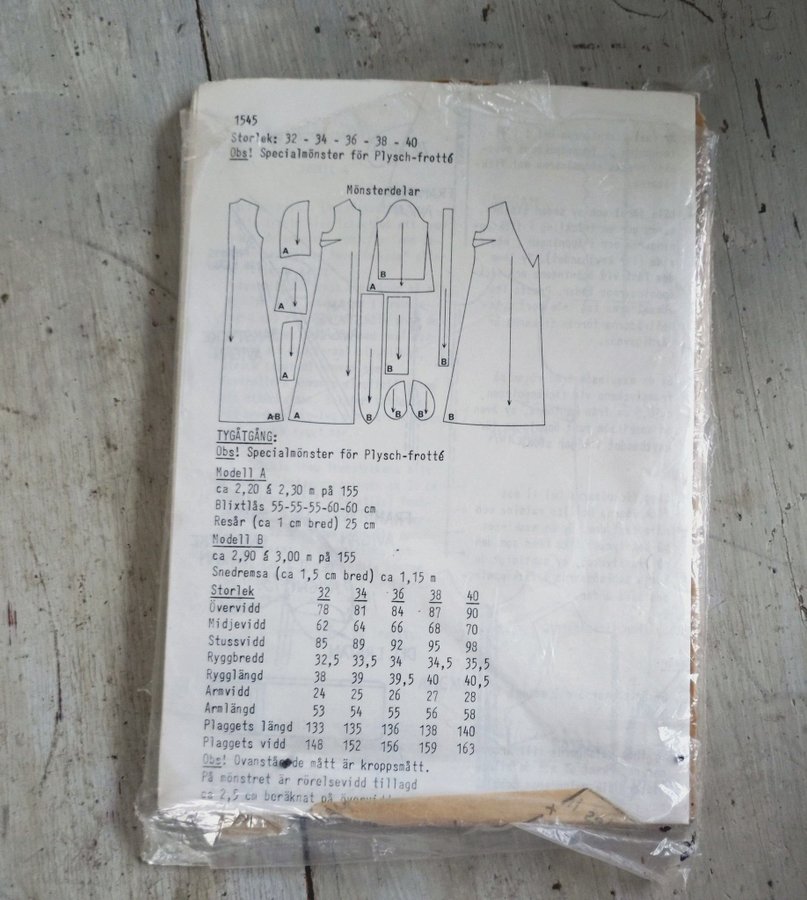 1545
Storlek: 32 - 34 - 36 - 38 - 40
Obs! Specialmönster för Plysch-frotté
Mönsterdelar
A
A
A
B
A
B
B
B
B
B
A-B
A
B
TYGÅTGÅNG:
Obs! Specialmönster för Plysch-frotté
Modell A
ca 2,20 á 2,30 m på 155
Blixtlås 55-55-55-60-60 cm
Resår (ca 1 cm bred) 25 cm
Modell B
ca 2,90 á 3,00 m på 155
Snedremsa (ca 1,5 cm bred) ca 1,15 m
Storlek 32 34 36 38 40
Övervidd 78 81 84 87 90
Midjevidd 62 64 66 68 70
Stussvidd 85 89 92 95 98
Ryggbredd 32,5 33,5 34 34,5 35,5
Rygglängd 38 39 39,5 40 40,5
Armvidd 24 25 26 27 28
Armlängd 53 54 55 56 58
Plaggets längd 133 135 136 138 140
Plaggets vidd 148 152 156 159 163
Obs! Ovanstående mått är kroppsmått.
På mönstret är rörelsevidd tillagd
ca 2,5 cm beräknat på